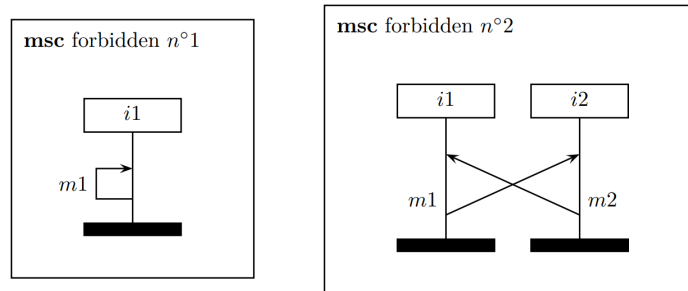 msc forbidden n°1
i1
m1
msc forbidden n°2
i1 i2
m1 m2